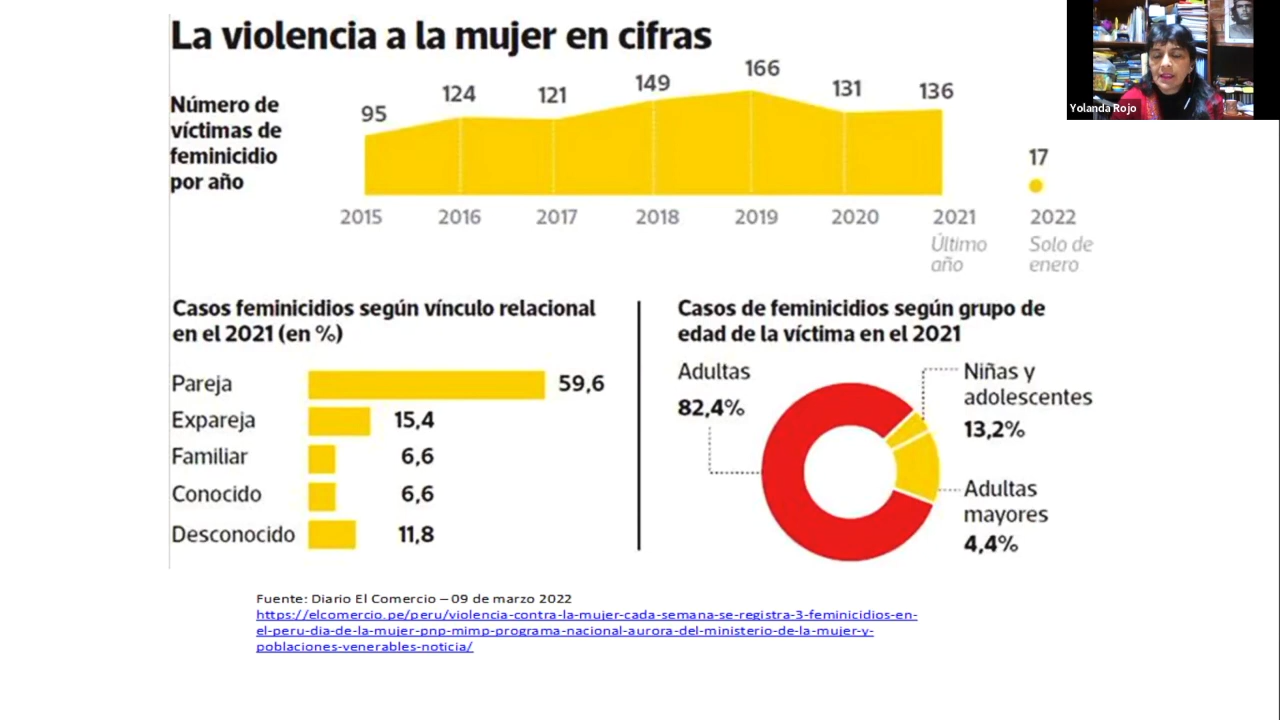 La violencia a la mujer en cifras
Yolanda Rojo
Número de
víctimas de
feminicidio
por año
95
124
121
149
166
131
136
17
2015
2016
2017
2018
2019
2020
2021
2022
Último
año
Solo de
enero
Casos feminicidios según vínculo relacional
en el 2021 (en %)
Pareja 59,6
Expareja 15,4
Familiar 6,6
Conocido 6,6
Desconocido 11,8
Casos de feminicidios según grupo de
edad de la víctima en el 2021
Adultas
82,4%
Niñas y
adolescentes
13,2%
Adultas
mayores
4,4%
Fuente: Diario El Comercio – 09 de marzo 2022
https://elcomercio.pe/peru/violencia-contra-la-mujer-cada-semana-se-registra-3-feminicidios-en-
el-peru-dia-de-la-mujer-pnp-mimp-programa-nacional-aurora-del-ministerio-de-la-mujer-y-
poblaciones-venerables-noticia/